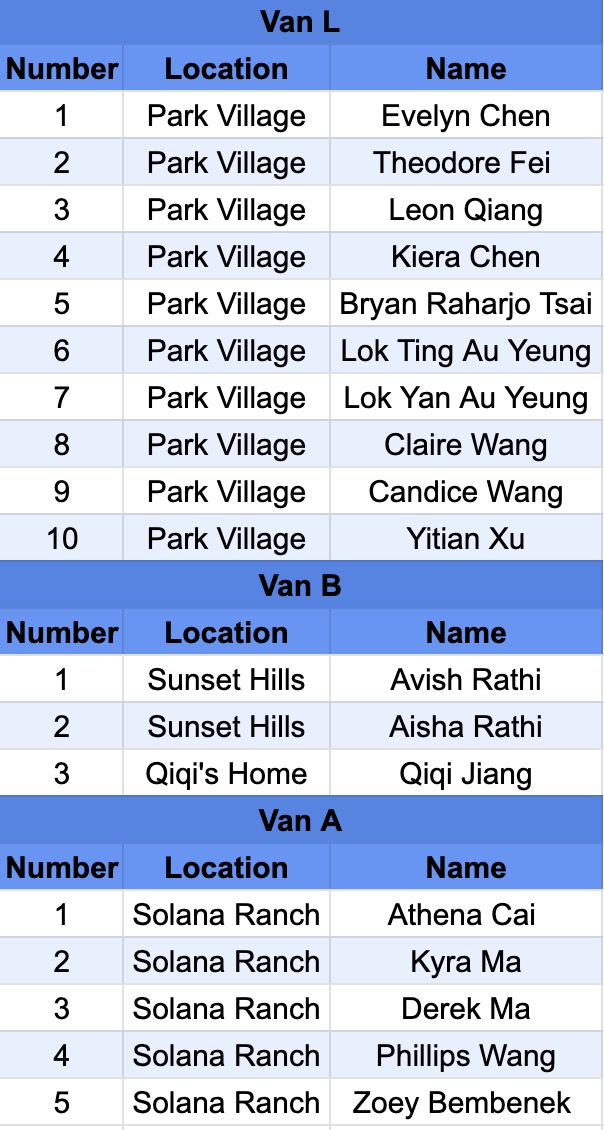 Van L
Number Location Name
1 Park Village Evelyn Chen
2 Park Village Theodore Fei
3 Park Village Leon Qiang
4 Park Village Kiera Chen
5 Park Village Bryan Raharjo Tsai
6 Park Village Lok Ting Au Yeung
7 Park Village Lok Yan Au Yeung
8 Park Village Claire Wang
9 Park Village Candice Wang
10 Park Village Yitian Xu
Van B
Number Location Name
1 Sunset Hills Avish Rathi
2 Sunset Hills Aisha Rathi
3 Qiqi's Home Qiqi Jiang
Van A
Number Location Name
1 Solana Ranch Athena Cai
2 Solana Ranch Kyra Ma
3 Solana Ranch Derek Ma
4 Solana Ranch Phillips Wang
5 Solana Ranch Zoey Bembenek